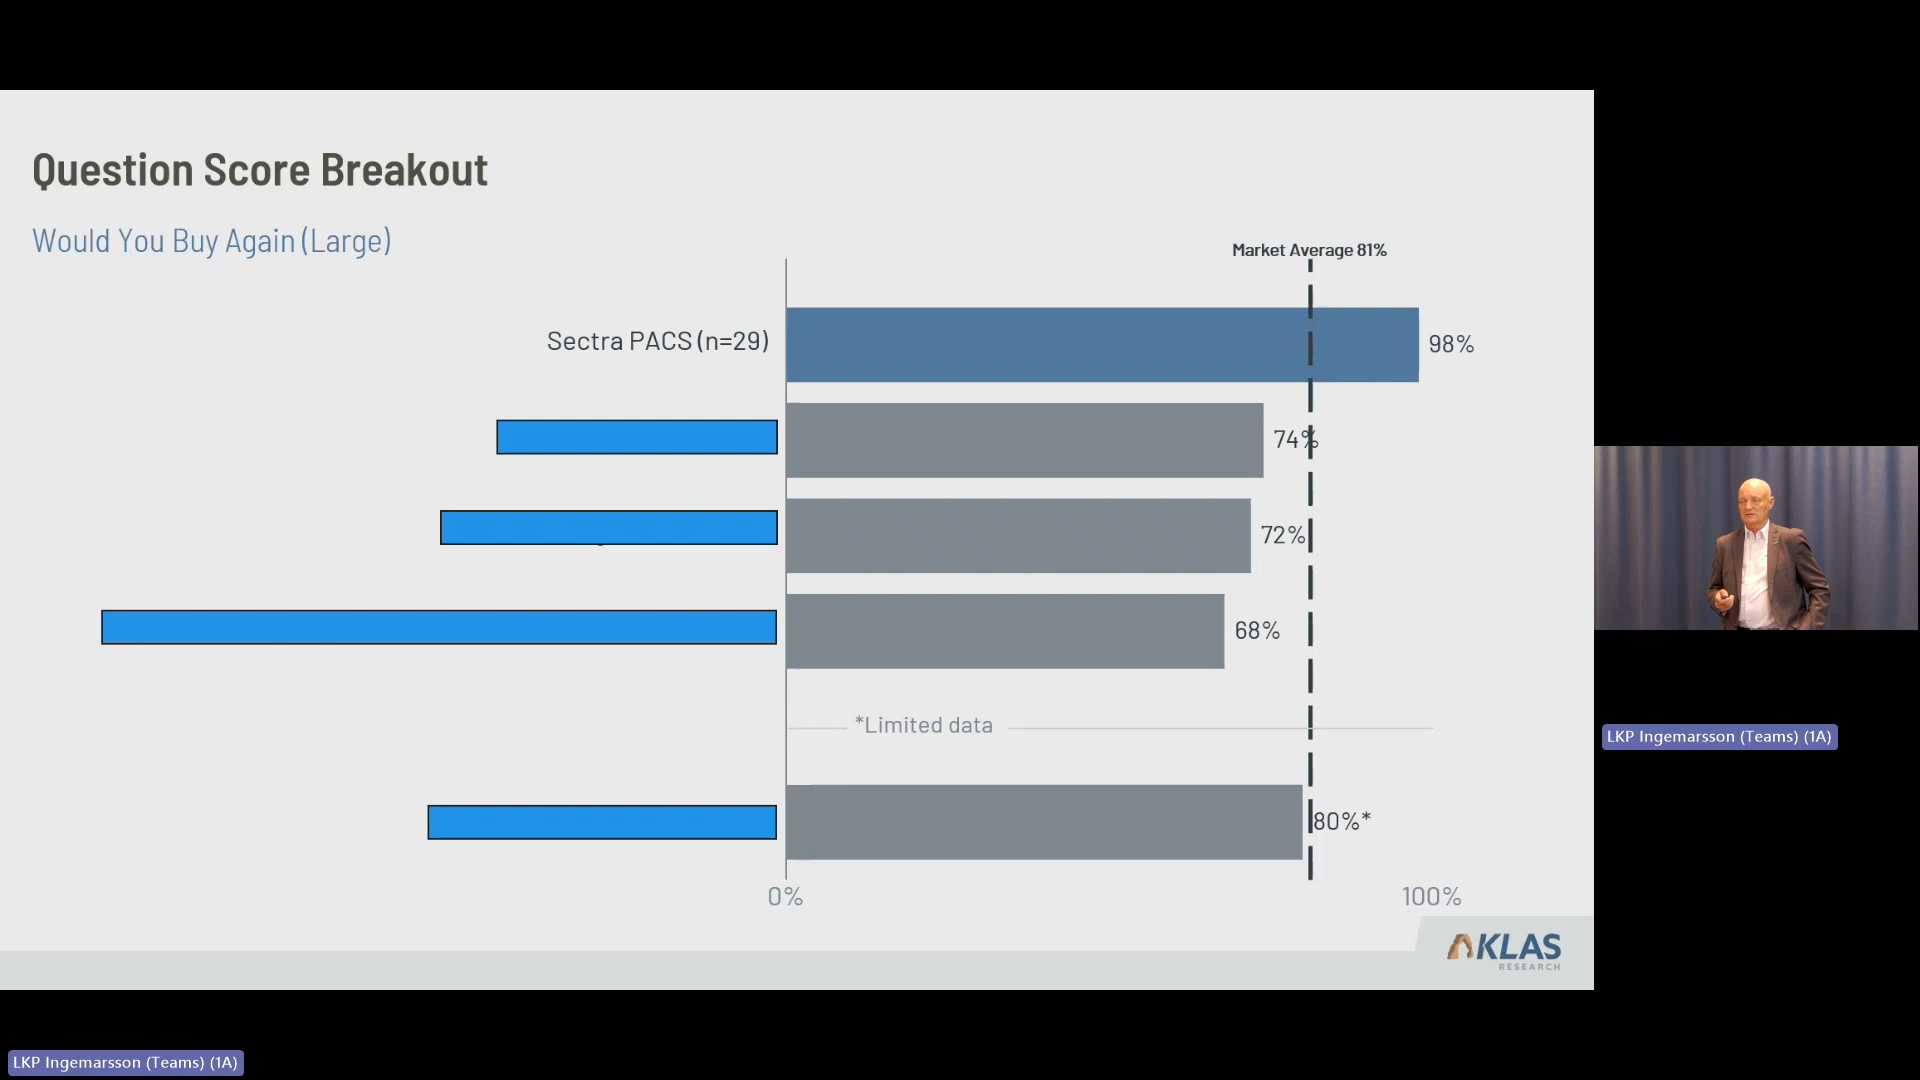 Question Score Breakout
Would You Buy Again (Large)
Market Average 81%
Sectra PACS (n=29)
98%
74%
72%
68%
*Limited data
80%*
0%
100%
KLAS
RESEARCH
LKP Ingemarsson (Teams) (1A)
LKP Ingemarsson (Teams) (1A)